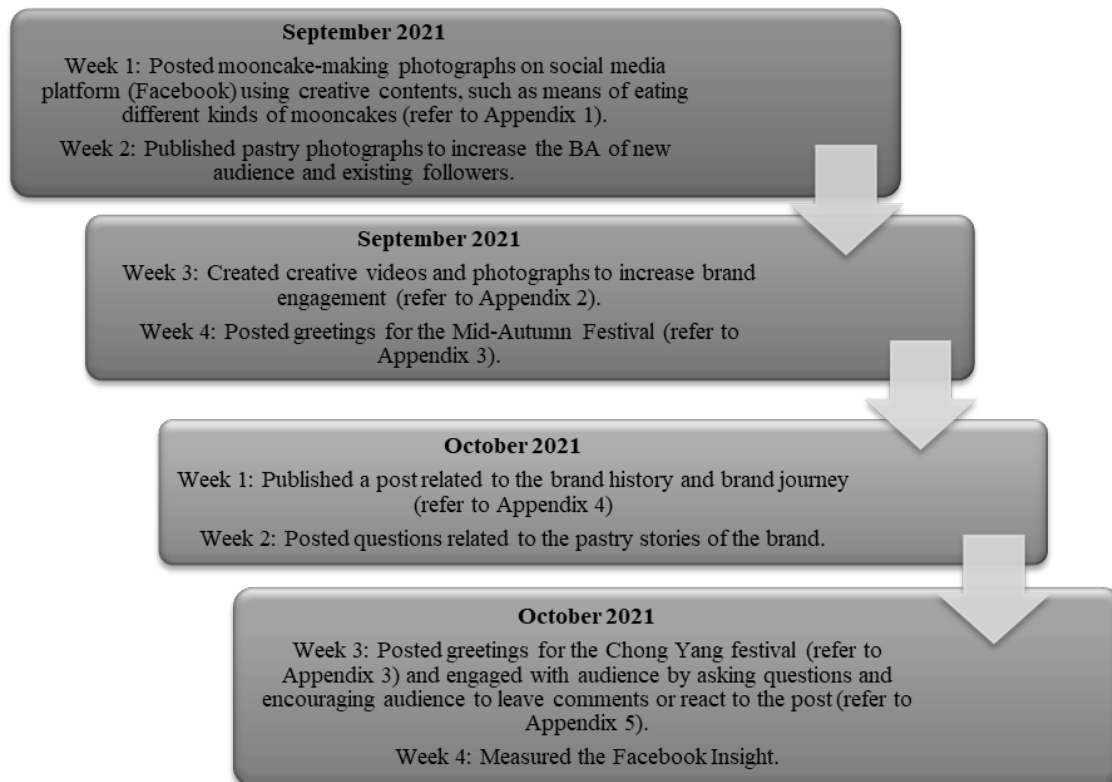 September 2021
Week 1: Posted mooncake-making photographs on social media
platform (Facebook) using creative contents, such as means of eating
different kinds of mooncakes (refer to Appendix 1).
Week 2: Published pastry photographs to increase the BA of new
audience and existing followers.
September 2021
Week 3: Created creative videos and photographs to increase brand
engagement (refer to Appendix 2).
Week 4: Posted greetings for the Mid-Autumn Festival (refer to
Appendix 3).
October 2021
Week 1: Published a post related to the brand history and brand journey
(refer to Appendix 4)
Week 2: Posted questions related to the pastry stories of the brand.
October 2021
Week 3: Posted greetings for the Chong Yang festival (refer to
Appendix 3) and engaged with audience by asking questions and
encouraging audience to leave comments or react to the post (refer to
Appendix 5).
Week 4: Measured the Facebook Insight.